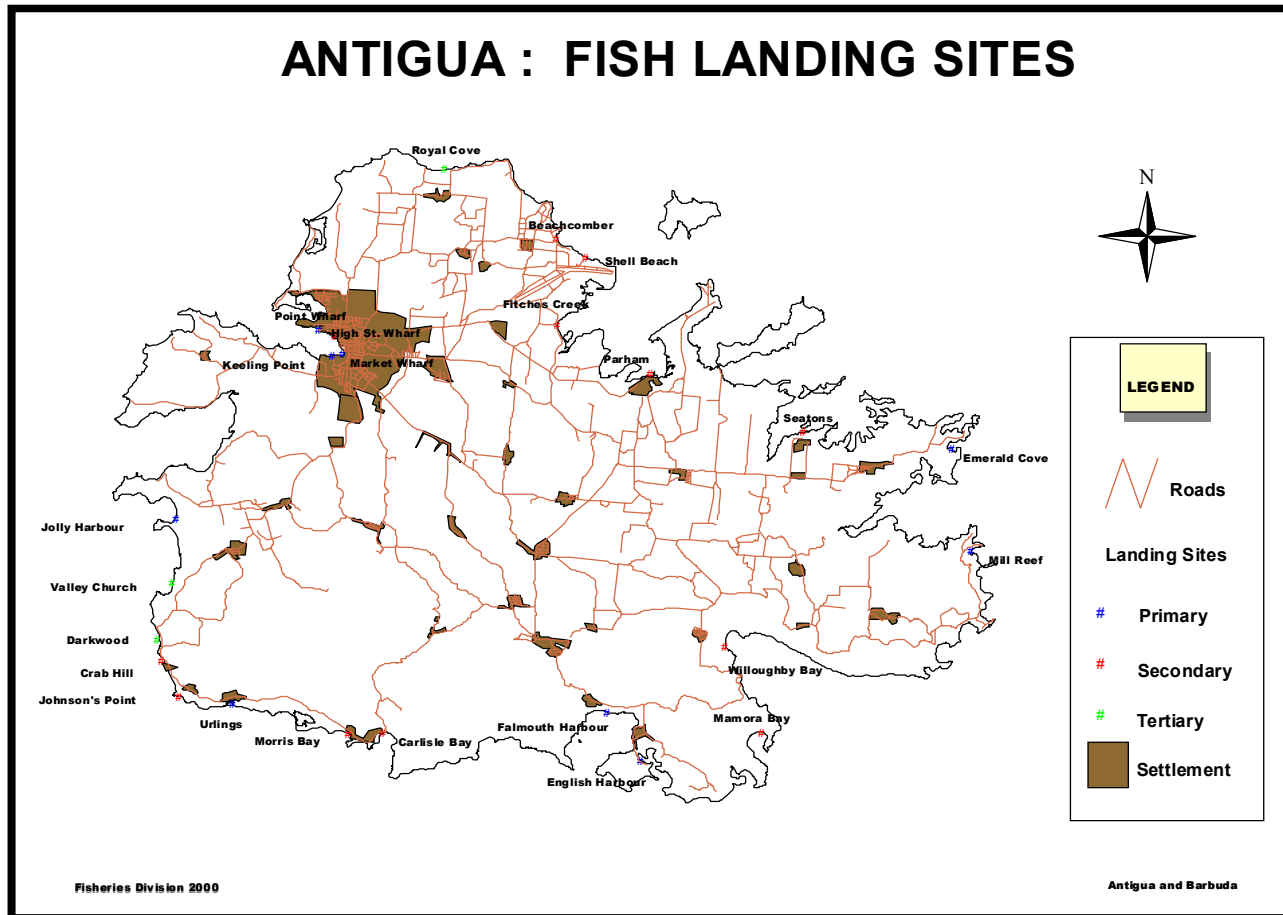 ANTIGUA : FISH LANDING SITES
Royal Cove
N
Beachcomber
Shell Beach
Fitches Creek
Point Wharf
High St. Wharf
Keeling Point
Market Wharf
Parham
LEGEND
Seatons
Emerald Cove
Roads
Jolly Harbour
Landing Sites
Mill Reef
Valley Church
# Primary
Darkwood
Crab Hill
Willoughby Bay
# Secondary
Johnson's Point
Urlings
Falmouth Harbour
Mamora Bay
# Tertiary
Morris Bay
Carlisle Bay
English Harbour
Settlement
Fisheries Division 2000
Antigua and Barbuda